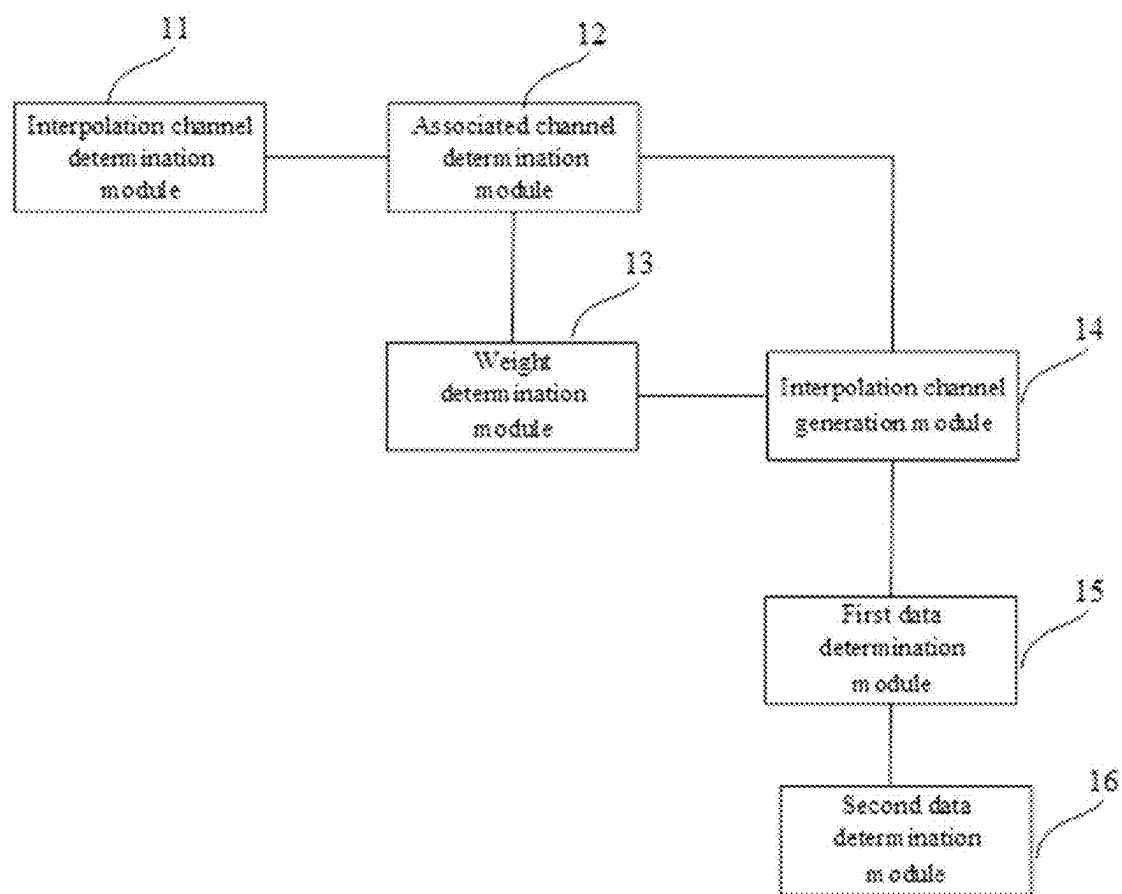 11
Interpolation channel
determination
module
12
Associated channel
determination
module
13
Weight
determination
module
14
Interpolation channel
generation module
15
First data
determination
module
16
Second data
determination
module